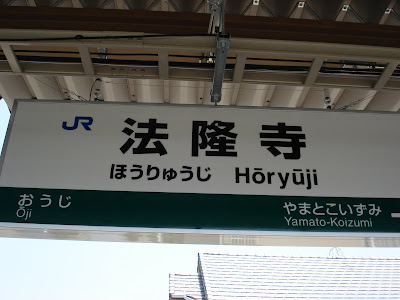 JR
法隆寺
ほうりゅうじ Hōryūji
おうじ
Ōji
やまとこいずみ
Yamato-Koizumi